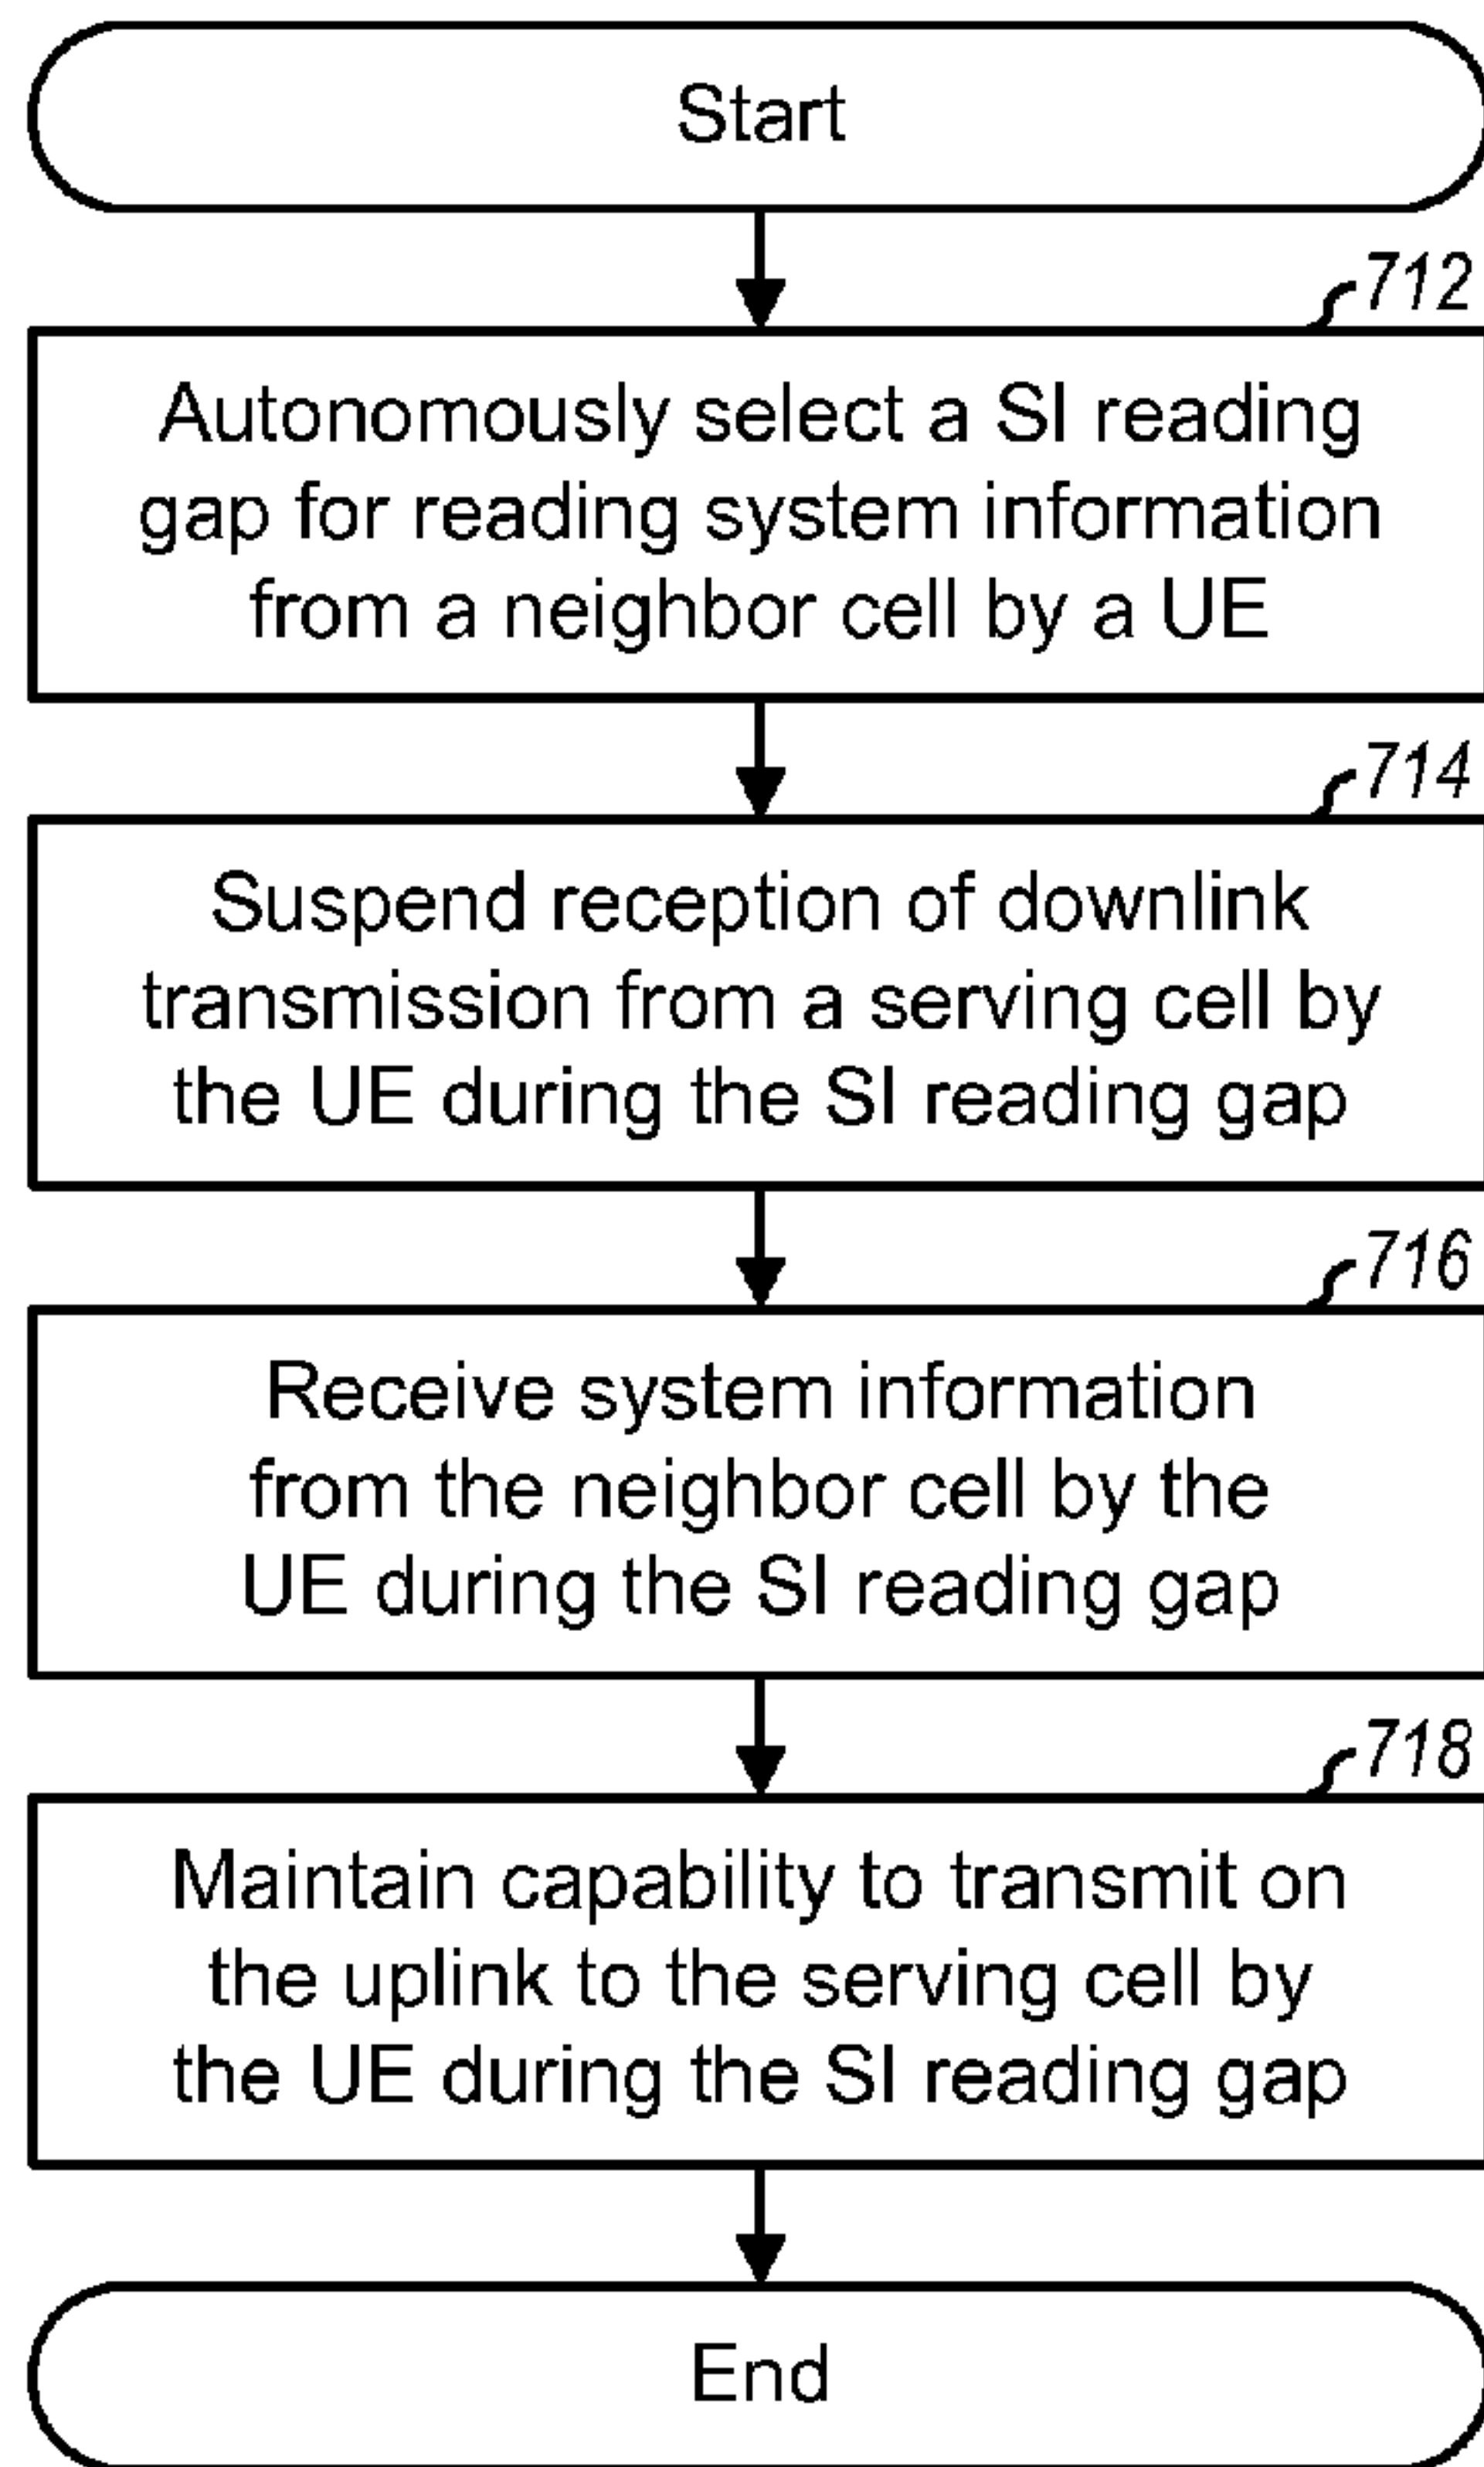 Start
712
Autonomously select a SI reading
gap for reading system information
from a neighbor cell by a UE
714
Suspend reception of downlink
transmission from a serving cell by
the UE during the SI reading gap
716
Receive system information
from the neighbor cell by the
UE during the SI reading gap
718
Maintain capability to transmit on
the uplink to the serving cell by
the UE during the SI reading gap
End